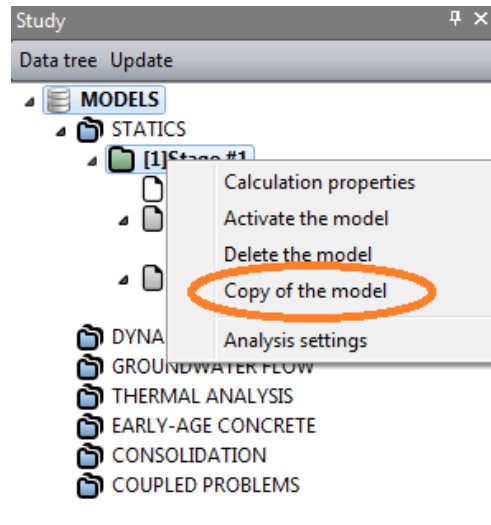 Study
Data tree Update
MODELS
STATICS
[1]Stage #1
Calculation properties
Activate the model
Delete the model
Copy of the model
Analysis settings
DYNA
GROUNDWATER FLOW
THERMAL ANALYSIS
EARLY-AGE CONCRETE
CONSOLIDATION
COUPLED PROBLEMS